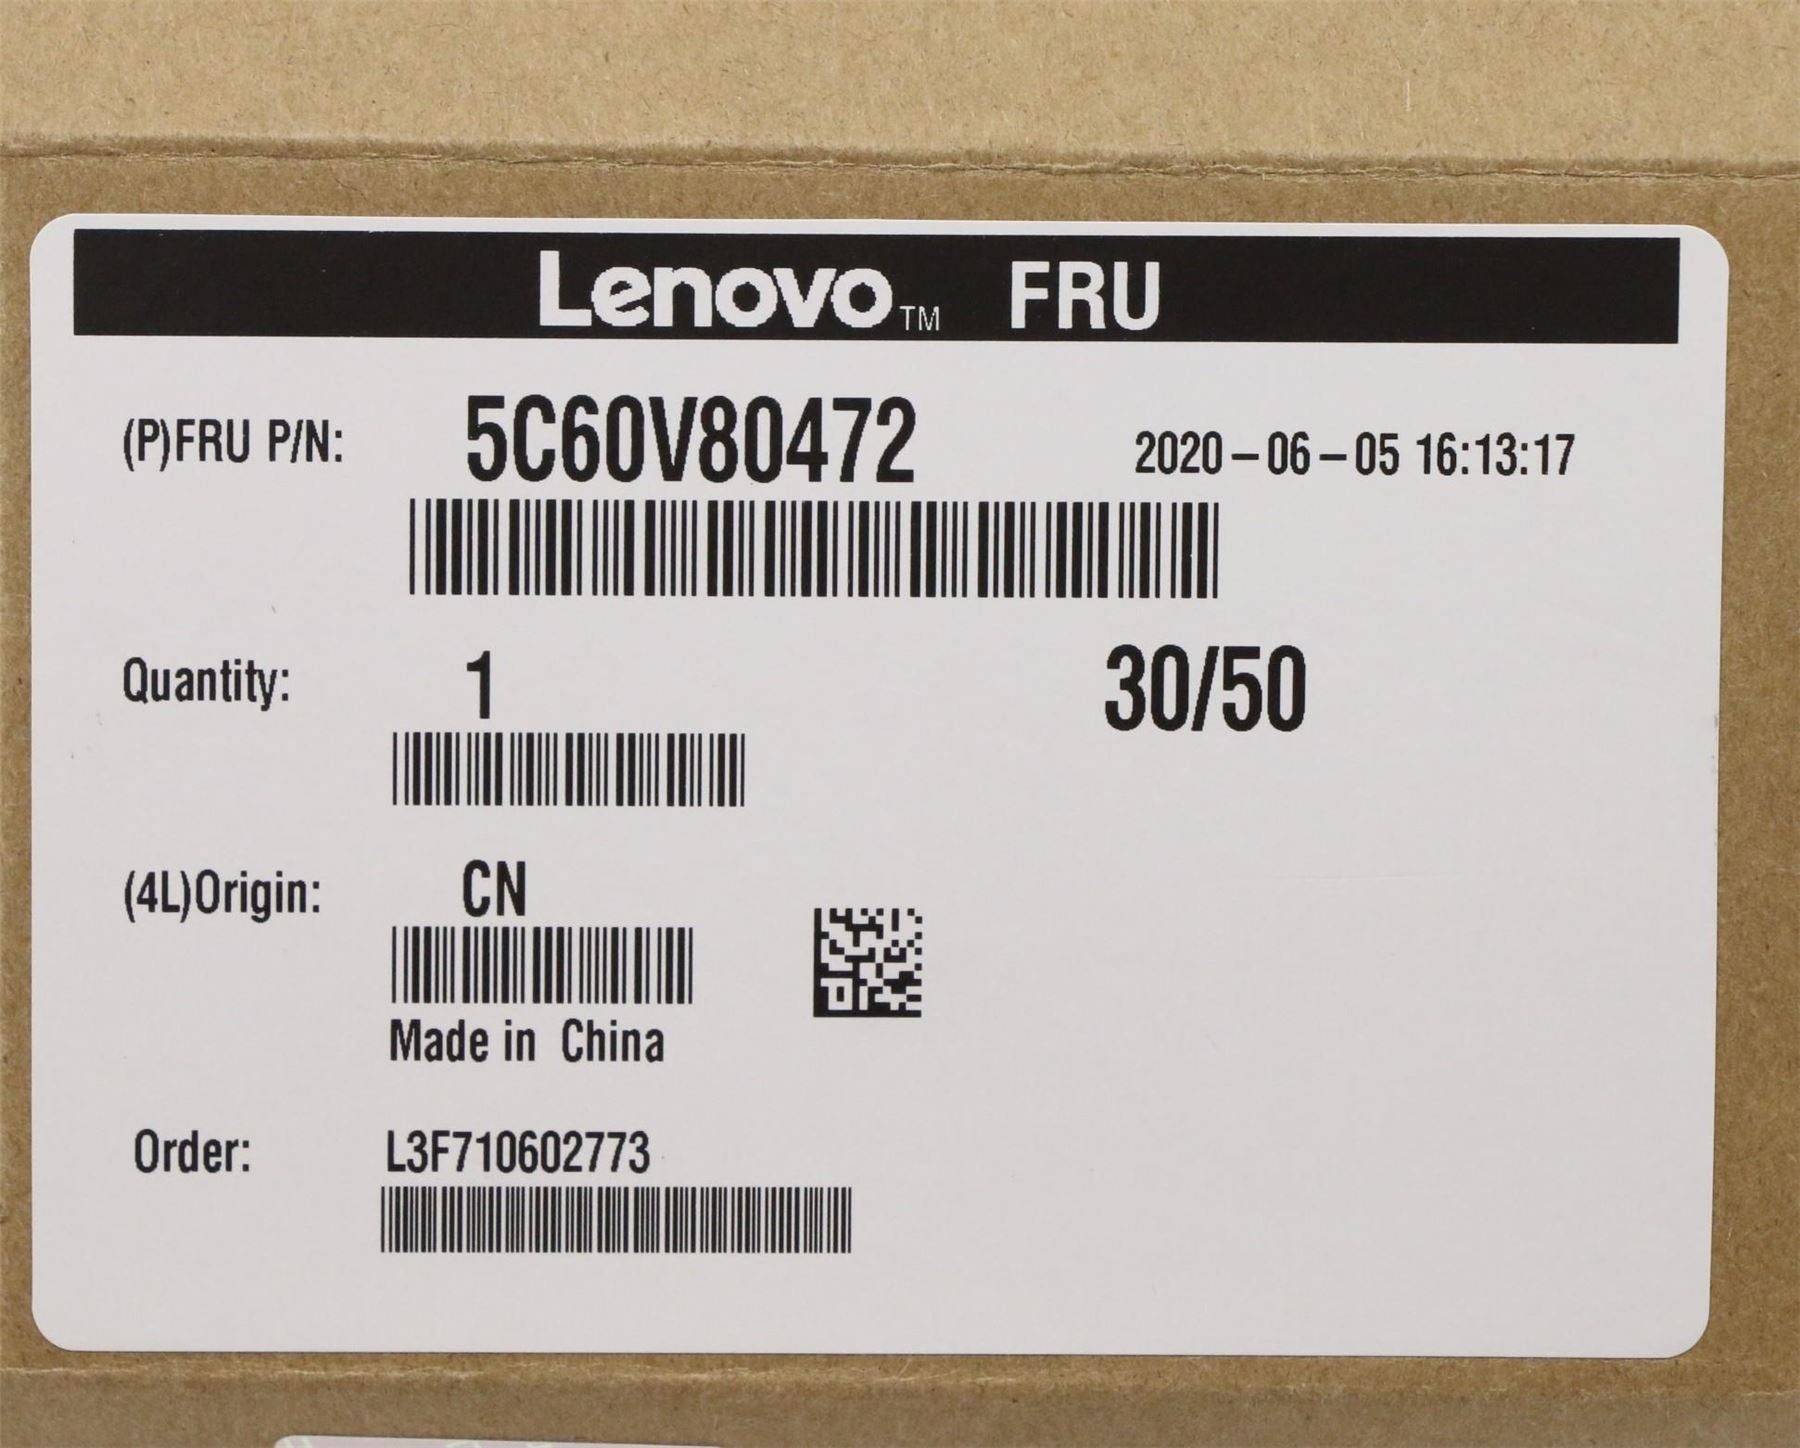 Lenovo™ FRU
(P)FRU P/N: 5C60V80472 2020-06-05 16:13:17
Quantity: 1 30/50
(4L)Origin: CN
Made in China
Order: L3F710602773